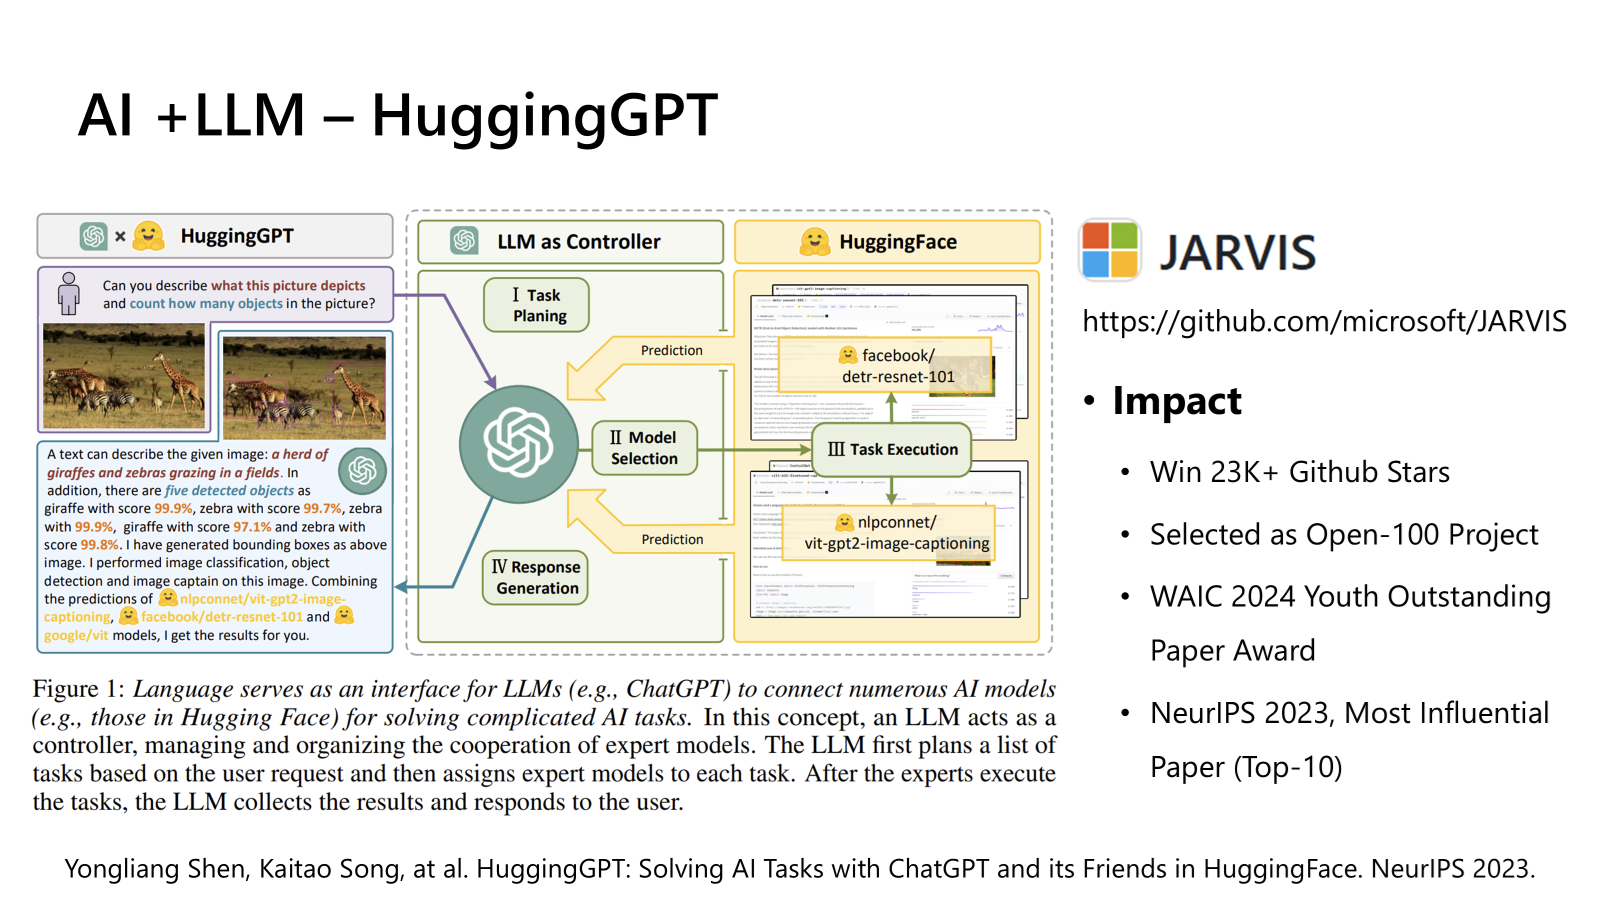 AI +LLM – HuggingGPT
× HuggingGPT
Can you describe what this picture depicts
and count how many objects in the picture?
A text can describe the given image: a herd of
giraffes and zebras grazing in a fields. In
addition, there are five detected objects as
giraffe with score 99.9%, zebra with score 99.7%, zebra
with 99.9%, giraffe with score 97.1% and zebra with
score 99.8%. I have generated bounding boxes as above
image. I performed image classification, object
detection and image captain on this image. Combining
the predictions of nlpconnet/vit-gpt2-image-
captioning, facebook/detr-resnet-101 and
google/vit models, I get the results for you.
LLM as Controller
Ⅰ Task
Planing
Ⅱ Model
Selection
Ⅳ Response
Generation
Prediction
Prediction
HuggingFace
facebook/
detr-resnet-101
Ⅲ Task Execution
nlpconnet/
vit-gpt2-image-captioning
Figure 1: Language serves as an interface for LLMs (e.g., ChatGPT) to connect numerous AI models
(e.g., those in Hugging Face) for solving complicated AI tasks. In this concept, an LLM acts as a
controller, managing and organizing the cooperation of expert models. The LLM first plans a list of
tasks based on the user request and then assigns expert models to each task. After the experts execute
the tasks, the LLM collects the results and responds to the user.
JARVIS
https://github.com/microsoft/JARVIS
• Impact
• Win 23K+ Github Stars
• Selected as Open-100 Project
• WAIC 2024 Youth Outstanding
Paper Award
• NeurIPS 2023, Most Influential
Paper (Top-10)
Yongliang Shen, Kaitao Song, at al. HuggingGPT: Solving AI Tasks with ChatGPT and its Friends in HuggingFace. NeurIPS 2023.